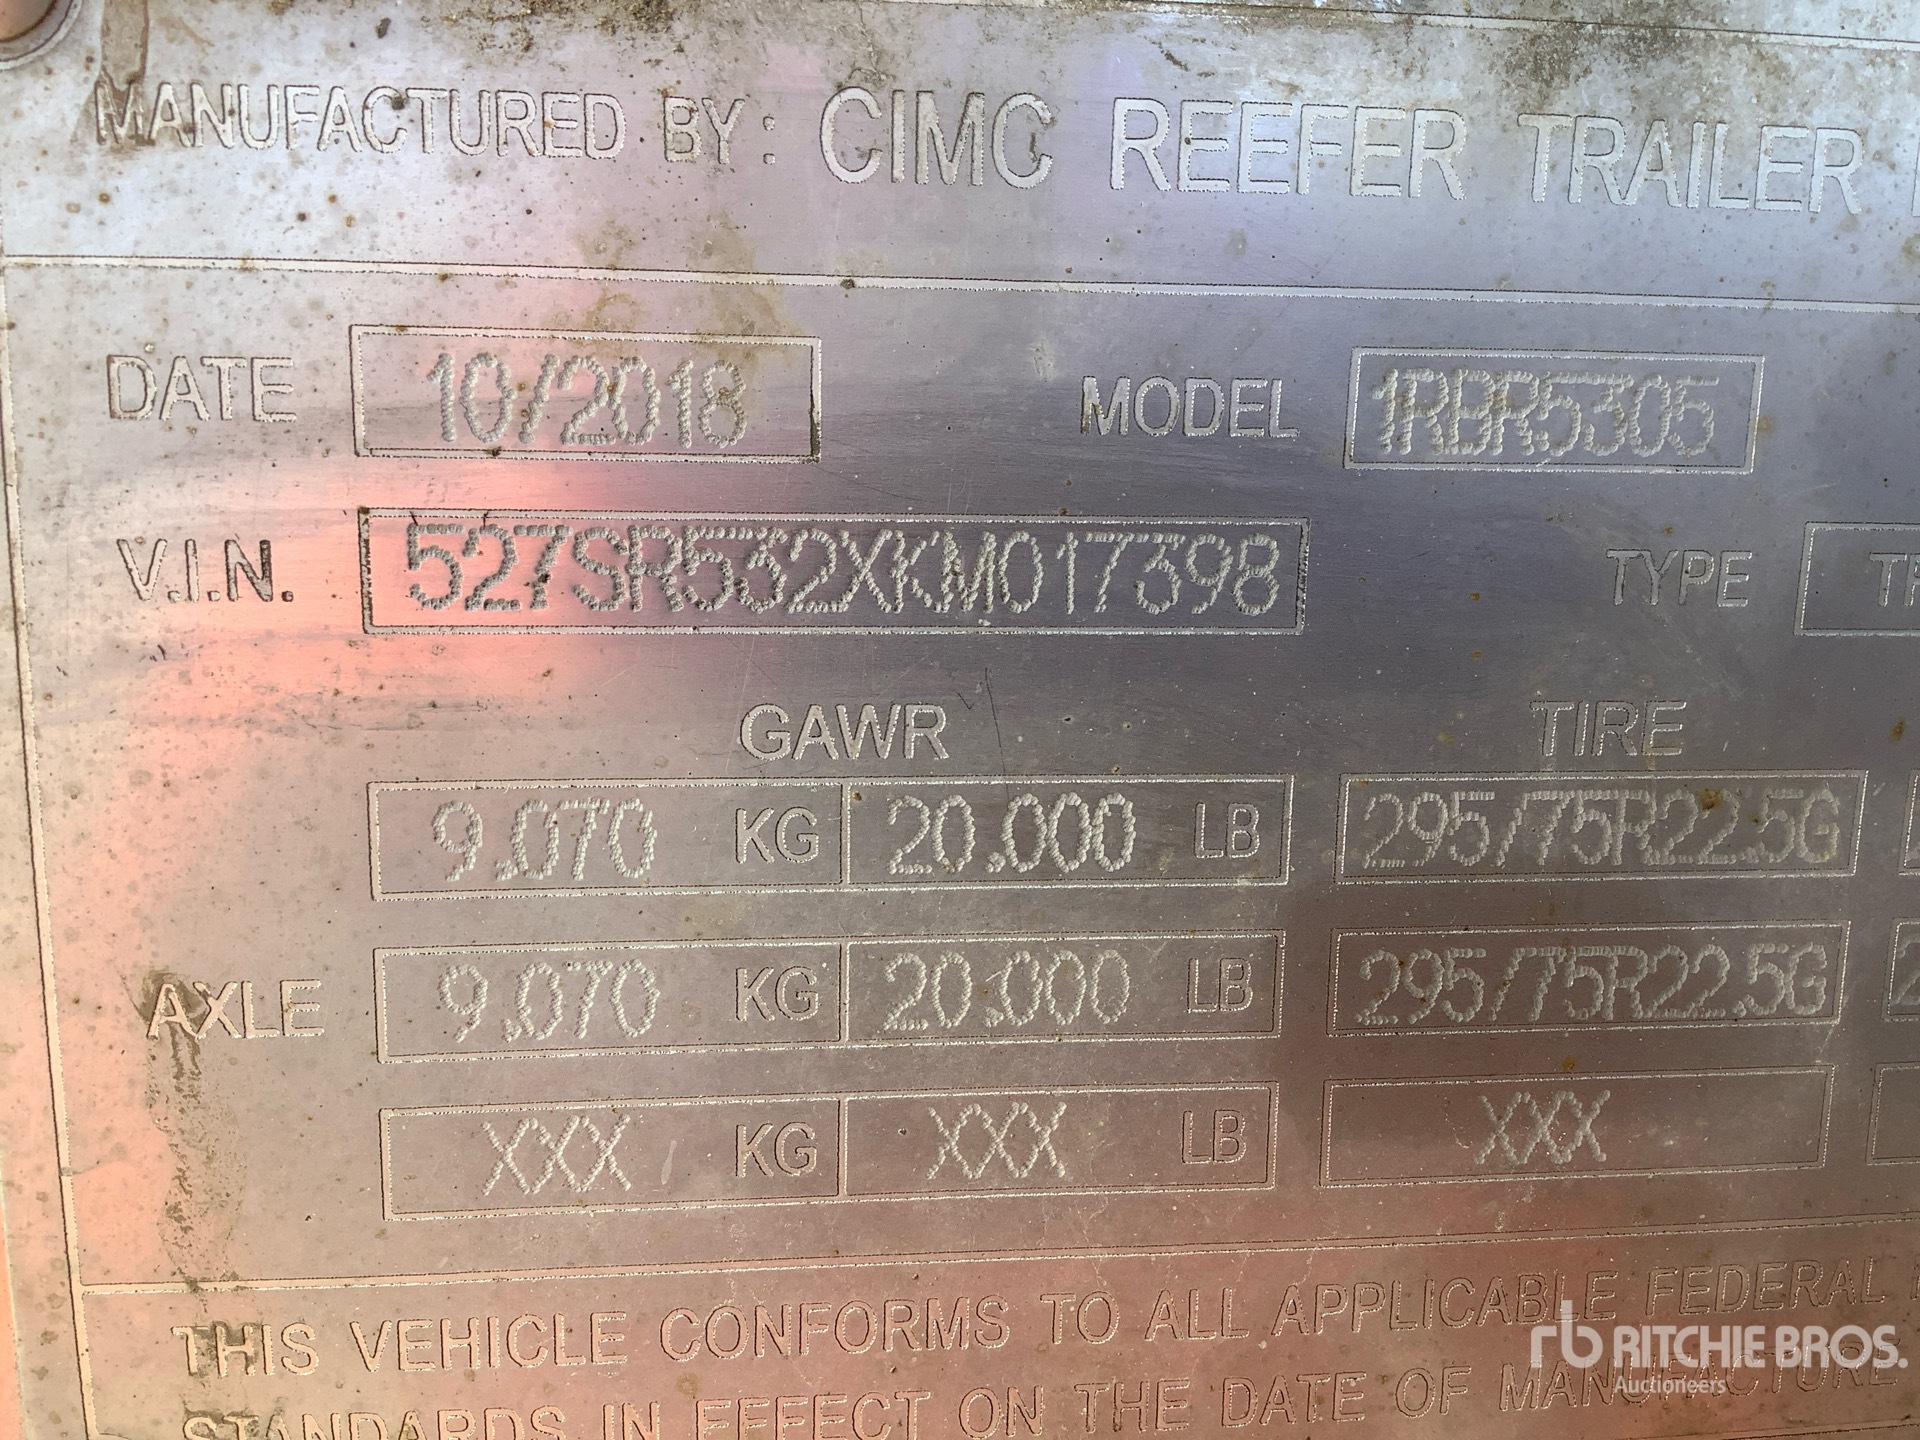 MANUFACTURED BY: CIMC REEFER TRAILER
DATE 10/2018 MODEL 1RBR5305
V.I.N. 527SR532XKM017398 TYPE
GAWR TIRE
9.070 KG 20.000 LB 295/75R22.5G
AXLE 9.070 KG 20.000 LB 295/75R22.5G
XXX KG XXX LB XXX
THIS VEHICLE CONFORMS TO ALL APPLICABLE FEDERAL
STANDARDS IN EFFECT ON THE DATE OF MANUFACTURE
rb RITCHIE BROS.
Auctioneers